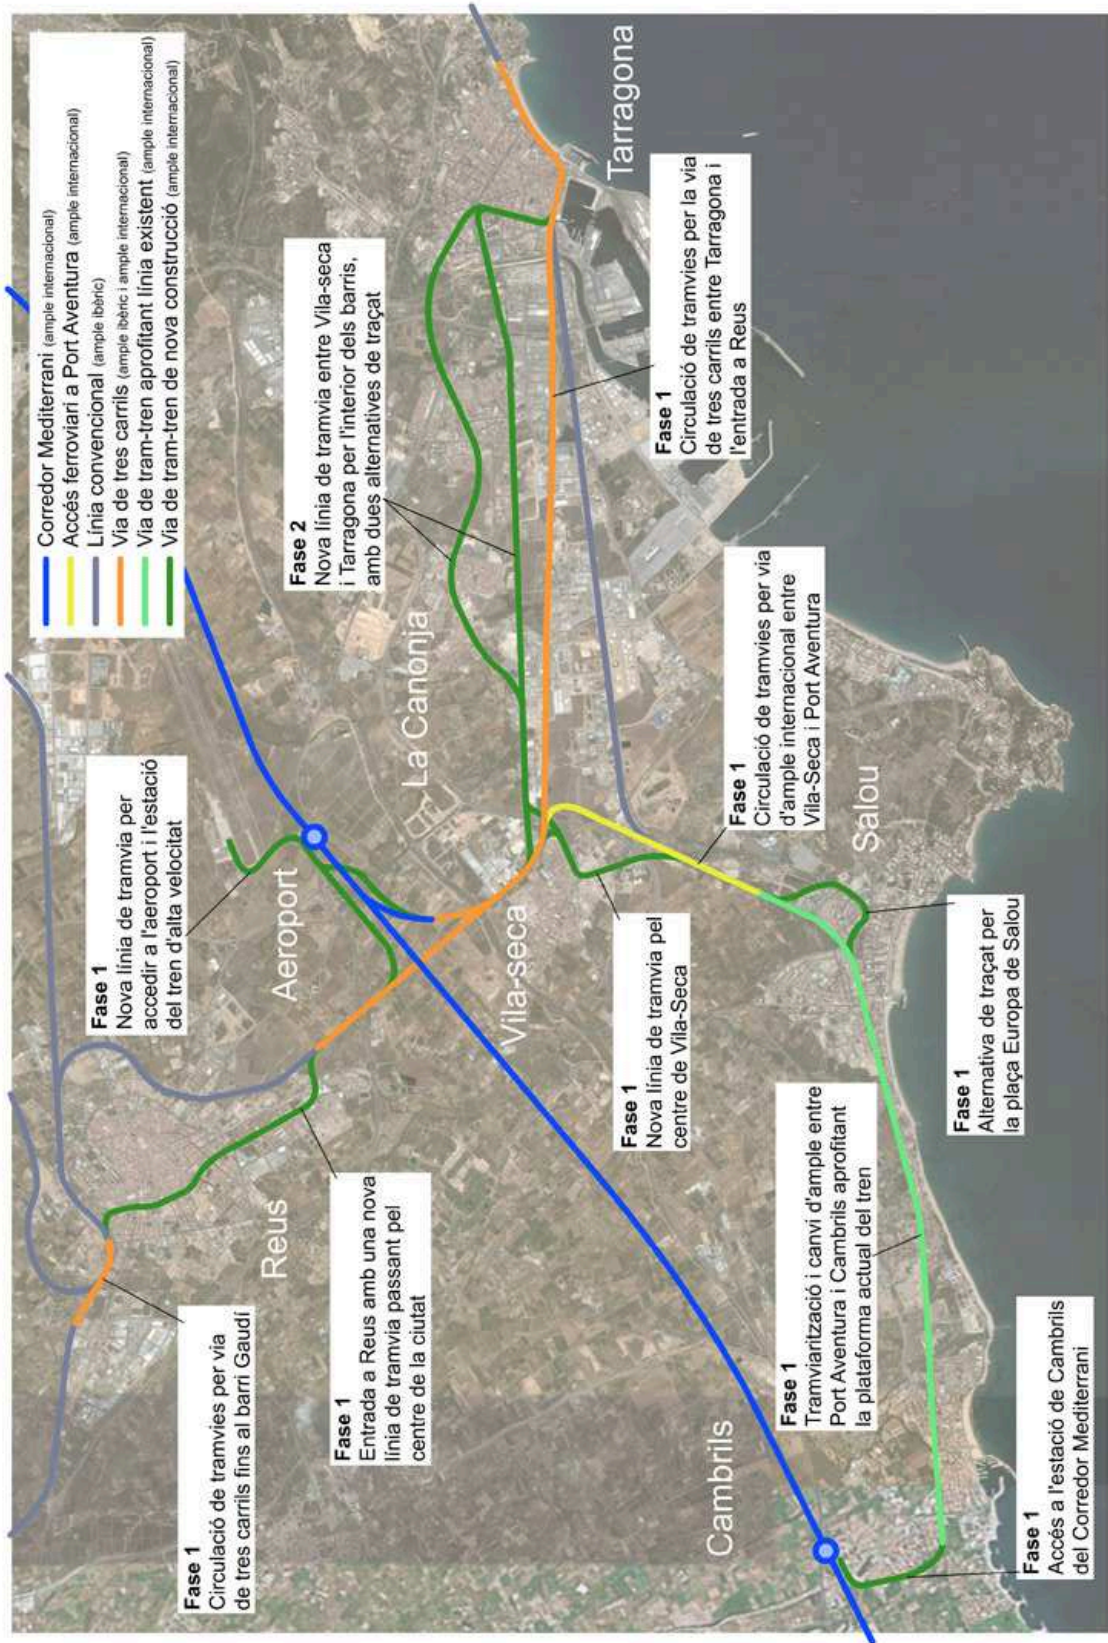 Corredor Mediterrani (ample internacional)
Accés ferroviari a Port Aventura (ample internacional)
Línia convencional (ample ibèric)
Via de tres carrils (ample ibèric i ample internacional)
Via de tram-tren aprofitant línia existent (ample internacional)
Via de tram-tren de nova construcció (ample internacional)
Fase 1
Circulació de tramvies per via
de tres carrils fins al barri Gaudí
Reus
Fase 1
Entrada a Reus amb una nova
línia de tramvia passant pel
centre de la ciutat
Fase 1
Nova línia de tramvia per
accedir a l'aeroport i l'estació
del tren d'alta velocitat
Aeroport
Fase 2
Nova línia de tramvia entre Vila-seca
i Tarragona per l'interior dels barris,
amb dues alternatives de traçat
La Canonja
Vila-seca
Tarragona
Fase 1
Circulació de tramvies per la via
de tres carrils entre Tarragona i
l'entrada a Reus
Fase 1
Nova línia de tramvia pel
centre de Vila-Seca
Fase 1
Circulació de tramvies per via
d'ample internacional entre
Vila-Seca i Port Aventura
Salou
Cambrils
Fase 1
Tramviarització i canvi d'ample entre
Port Aventura i Cambrils aprofitant
la plataforma actual del tren
Fase 1
Alternativa de traçat per
la plaça Europa de Salou
Fase 1
Accés a l'estació de Cambrils
del Corredor Mediterrani